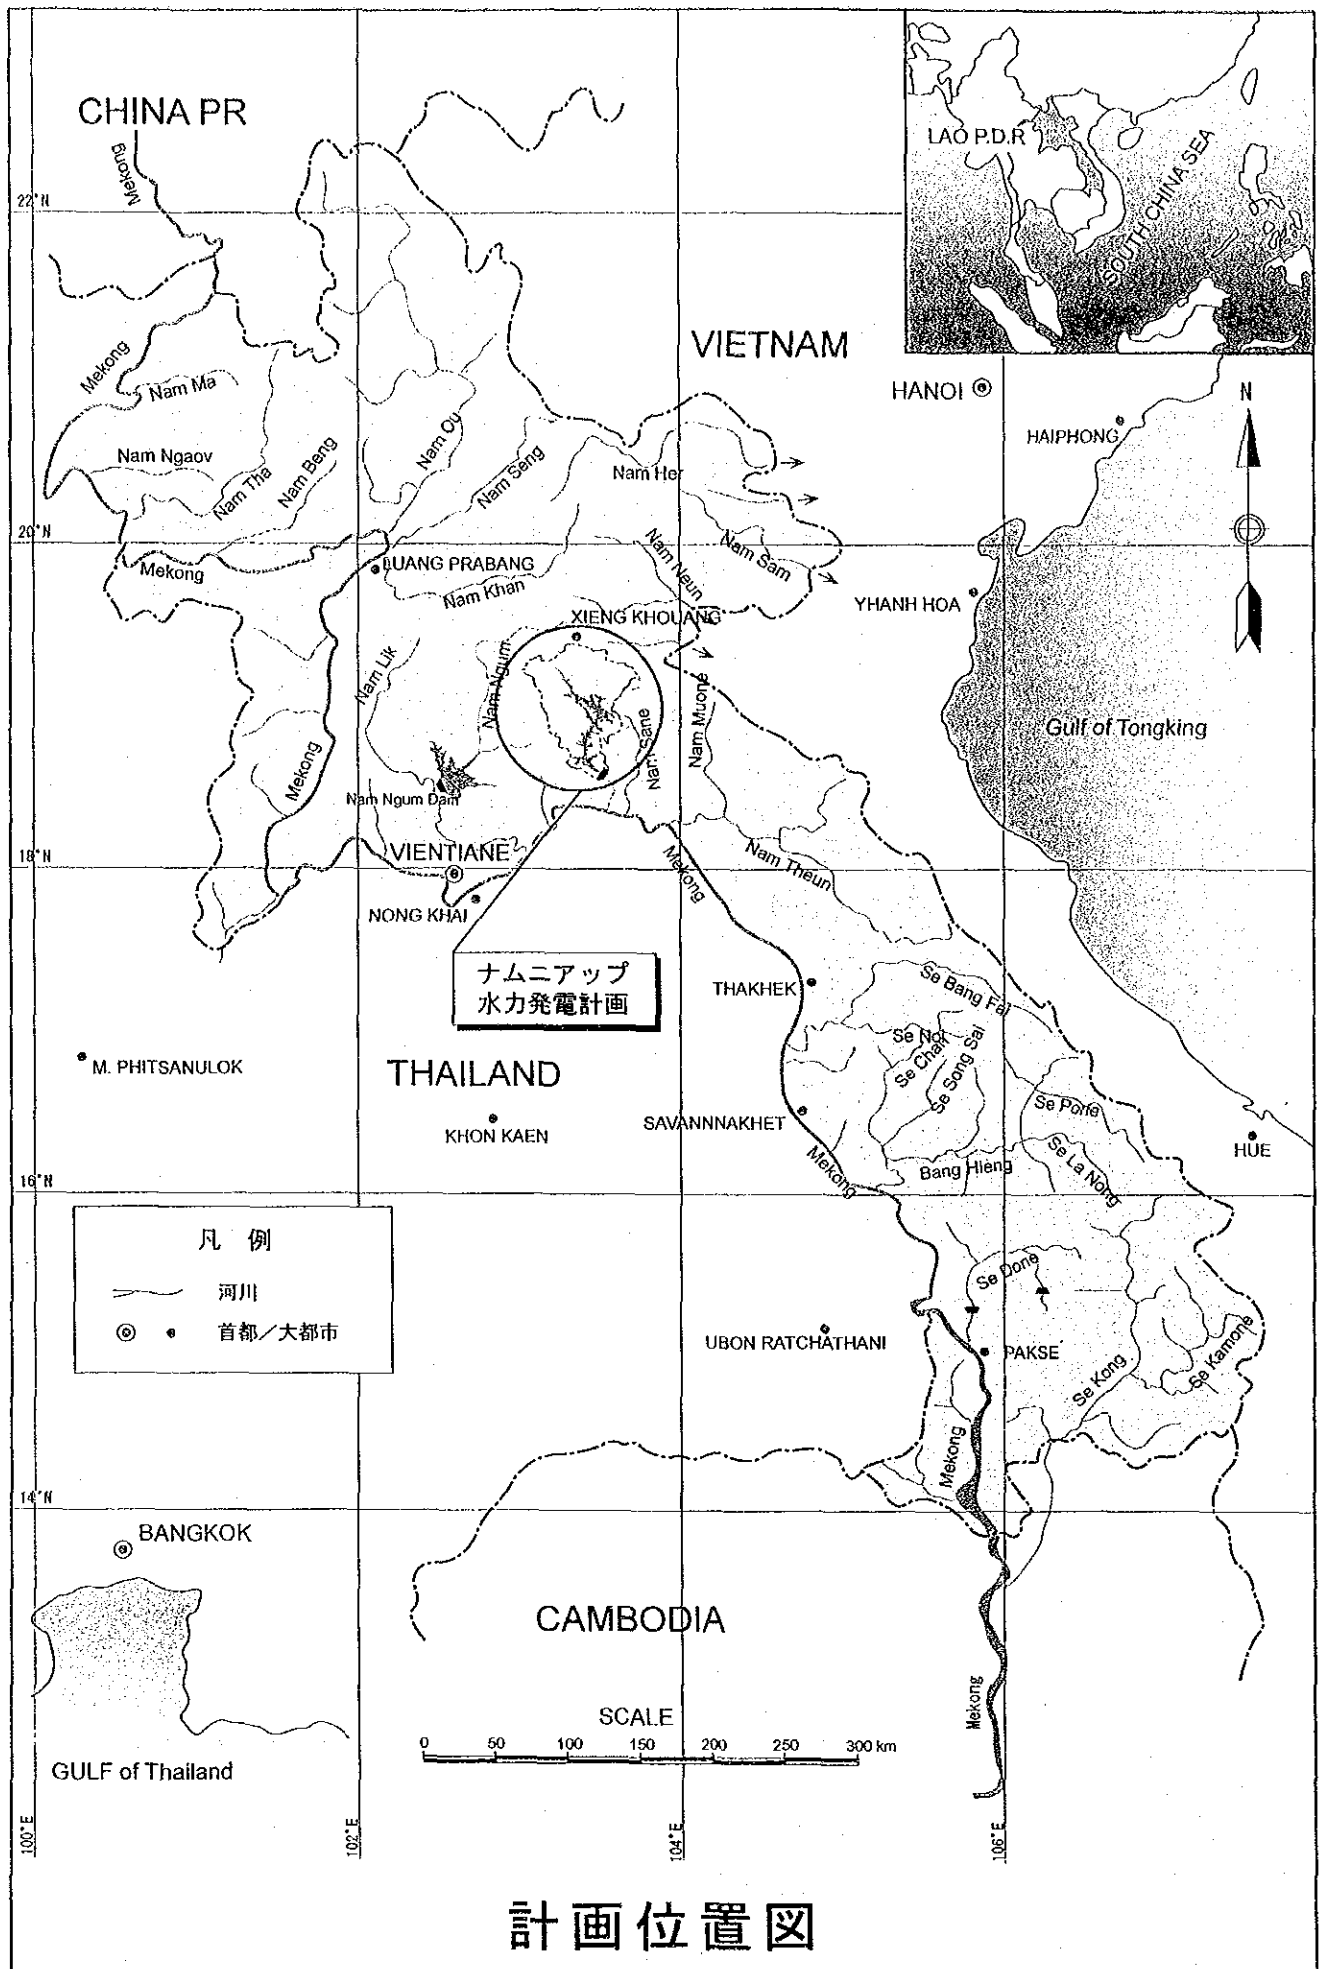 CHINA PR
Mekong
22°N
LAO P.D.R
SOUTH CHINA SEA
VIETNAM
HANOI
N
HAIPHONG
Mekong
Nam Ma
Nam Ngaov
Nam Tha
Nam Beng
Nam Ou
Nam Seng
Nam Her
20°N
Mekong
LUANG PRABANG
Nam Khan
Nam Neun
Nam Sam
YHANH HOA
XIENG KHOUANG
Nam Lik
Nam Ngum
Nam Sane
Nam Muone
Gulf of Tongking
Mekong
Nam Ngum Dam
VIENTIANE
18°N
Mekong
Nam Theun
NONG KHAI
ナムニアップ
水力発電計画
THAKHEK
Se Bang Fai
Se Noi
Se Chan
Se Song Sai
M. PHITSANULOK
THAILAND
Se Pone
KHON KAEN
SAVANNNAKHET
HUE
Mekong
Bang Hieng
Se La Nong
16°N
凡 例
河川
首都/大都市
Se Done
UBON RATCHATHANI
PAKSE
Se Kong
Se Kamone
Mekong
14°N
BANGKOK
CAMBODIA
Mekong
SCALE
0 50 100 150 200 250 300 km
GULF of Thailand
100°E
102°E
104°E
106°E
計画位置図